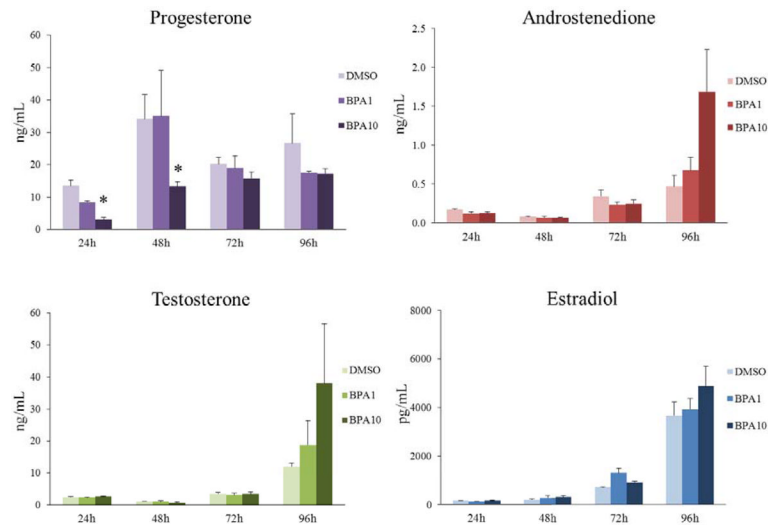 Progesterone
60
50
40
30
20
10
0
ng/mL
*
*
24h 48h 72h 96h
DMSO
BPA1
BPA10
Androstenedione
2.5
2.0
1.5
1.0
0.5
0.0
ng/mL
24h 48h 72h 96h
DMSO
BPA1
BPA10
Testosterone
60
50
40
30
20
10
0
ng/mL
24h 48h 72h 96h
DMSO
BPA1
BPA10
Estradiol
8000
6000
4000
2000
0
pg/mL
24h 48h 72h 96h
DMSO
BPA1
BPA10